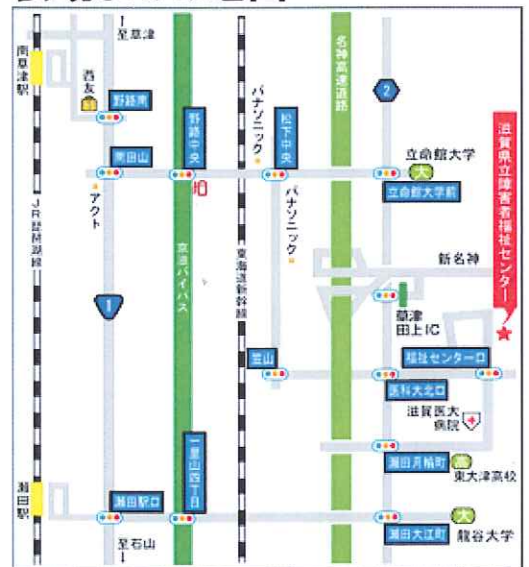 至草津
南草津駅
西友
野路南
野路中央
パナソニック
松下中央
名神高速道路
2
立命館大学
大
立命館大学前
南田山
アクト
パナソニック
JR琵琶湖線
京滋バイパス
東海道新幹線
新名神
滋賀県立障害者福祉センター
草津
田上IC
1
笠山
福祉センター口
医科大北口
滋賀医大
病院
瀬田月輪町
高
東大津高校
一里山四丁目
瀬田駅
瀬田駅口
瀬田大江町
大
龍谷大学
至石山